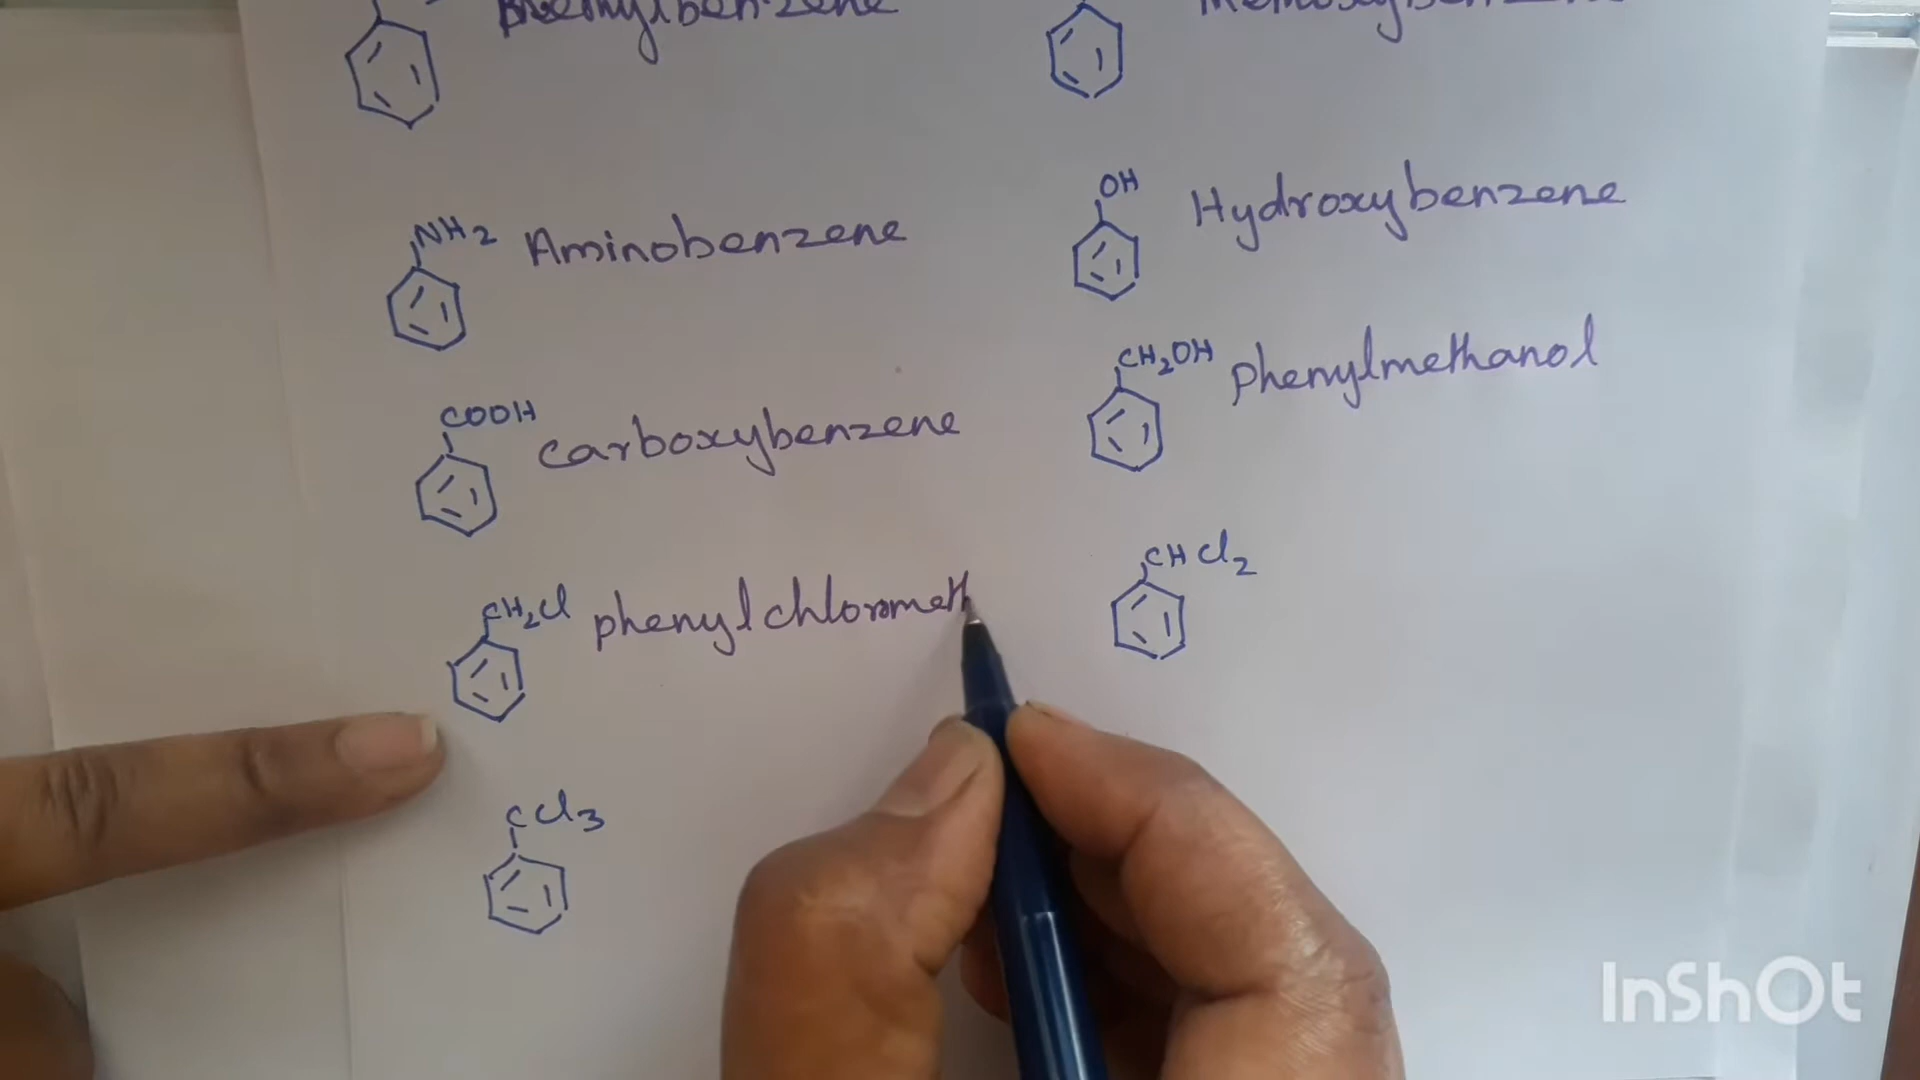 NH2 Aminobenzene
OH Hydroxybenzene
COOH carboxybenzene
CH2OH phenylmethanol
CH2Cl phenylchlorometh
CHCl2
CCl3
InShOt